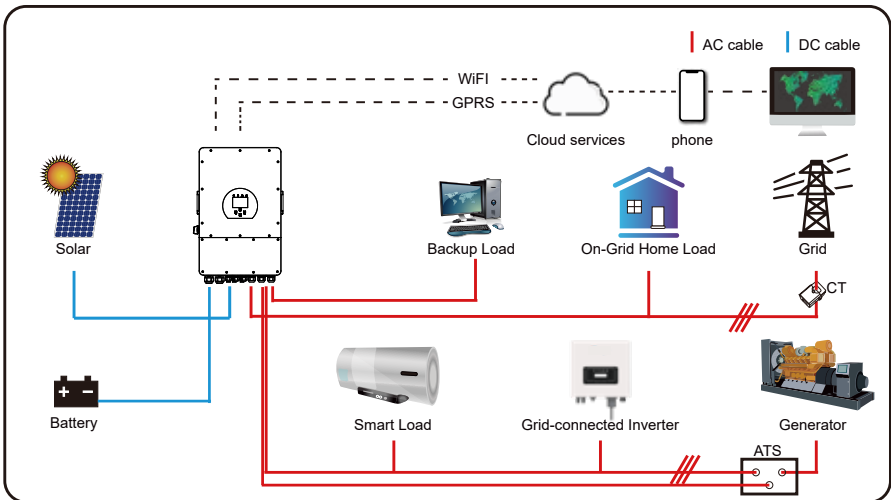 AC cable
DC cable
WiFI
GPRS
Cloud services
phone
Solar
Backup Load
On-Grid Home Load
Grid
CT
Battery
Smart Load
Grid-connected Inverter
Generator
ATS